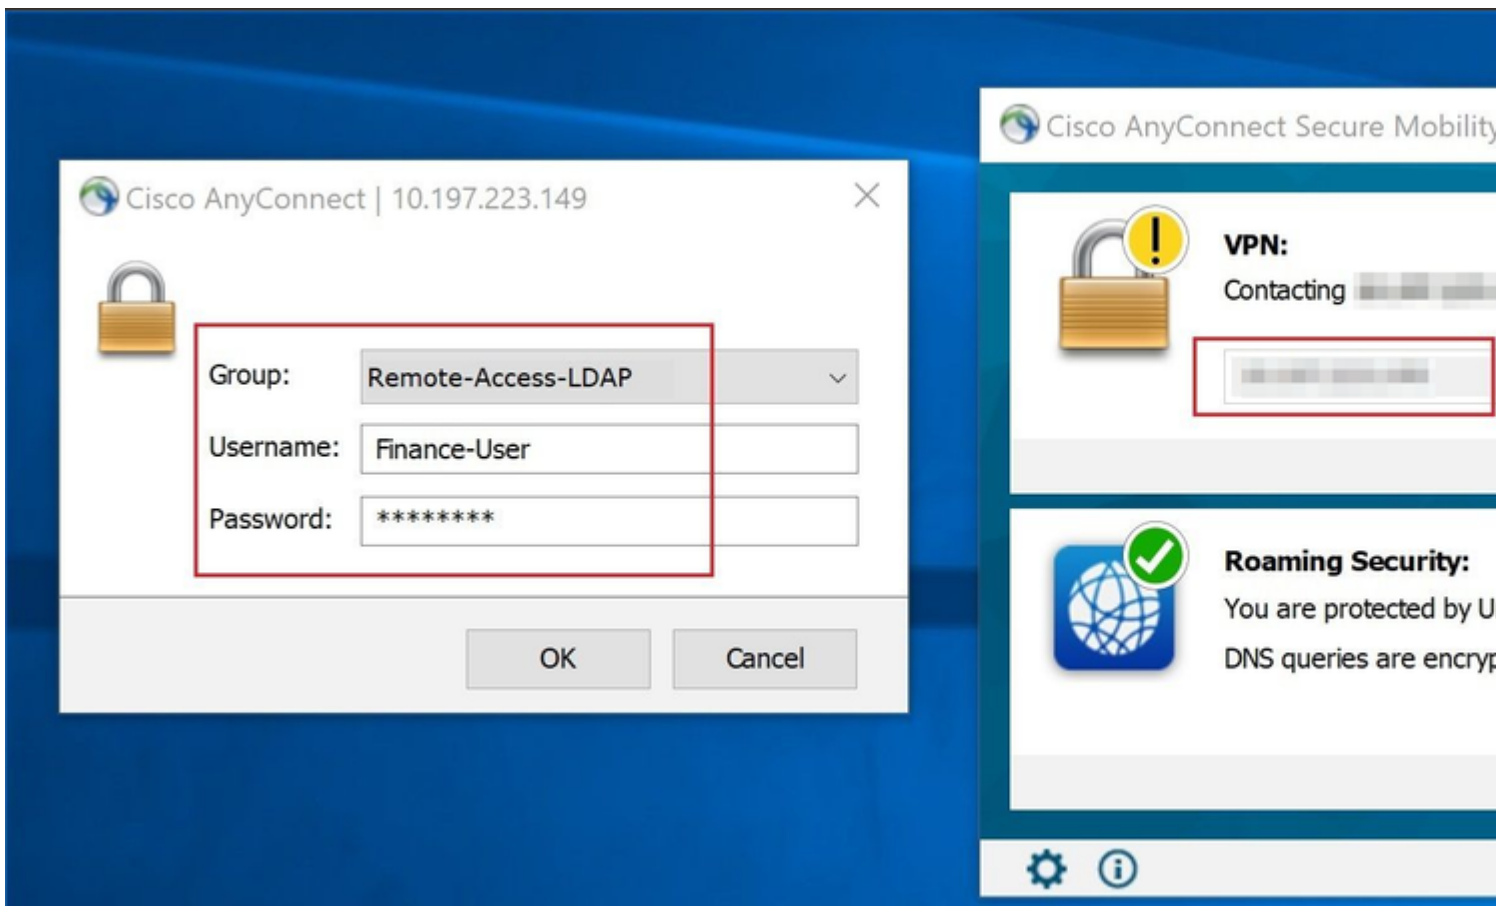 Cisco AnyConnect | 10.197.223.149
Group:
Remote-Access-LDAP
Username:
Finance-User
Password:
********
OK
Cancel
Cisco AnyConnect Secure Mobility
VPN:
Contacting
Roaming Security:
You are protected by
DNS queries are